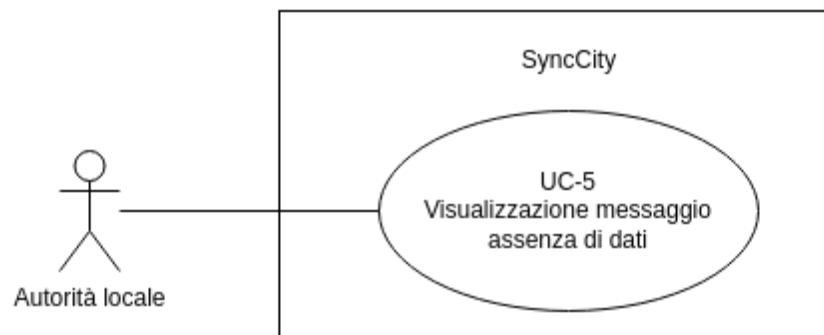 SyncCity
UC-5
Visualizzazione messaggio
assenza di dati
Autorità locale